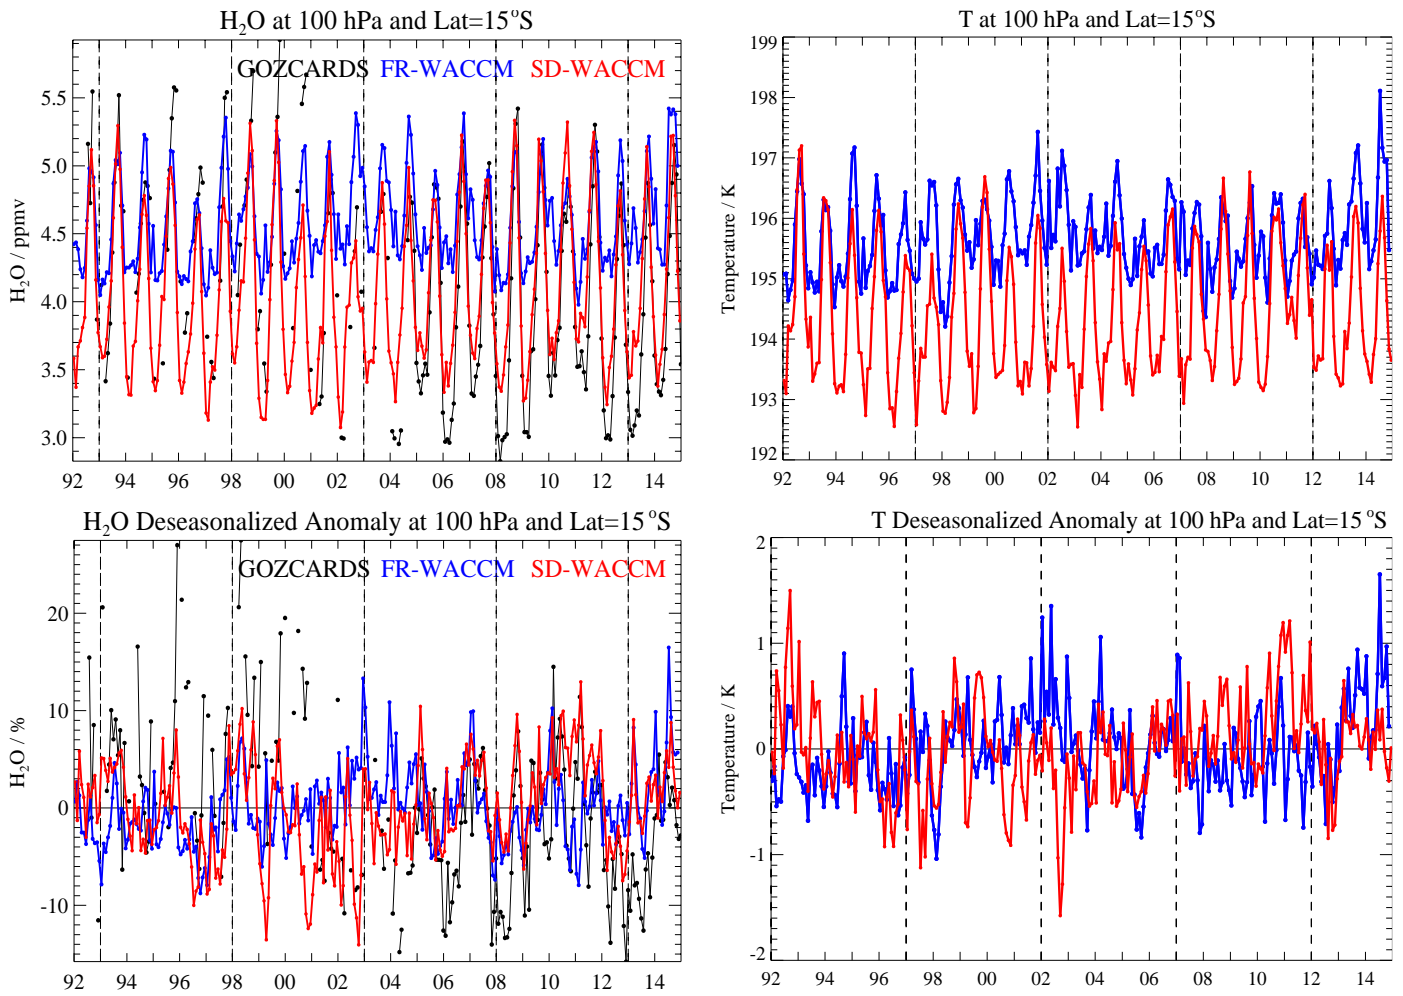 H₂O at 100 hPa and Lat=15°S
GOZCARDS FR-WACCM SD-WACCM
H₂O / ppmv
5.5
5.0
4.5
4.0
3.5
3.0
92 94 96 98 00 02 04 06 08 10 12 14
T at 100 hPa and Lat=15°S
Temperature / K
199
198
197
196
195
194
193
192
92 94 96 98 00 02 04 06 08 10 12 14
H₂O Deseasonalized Anomaly at 100 hPa and Lat=15°S
GOZCARDS FR-WACCM SD-WACCM
H₂O / %
20
10
0
-10
92 94 96 98 00 02 04 06 08 10 12 14
T Deseasonalized Anomaly at 100 hPa and Lat=15°S
Temperature / K
2
1
0
-1
-2
92 94 96 98 00 02 04 06 08 10 12 14